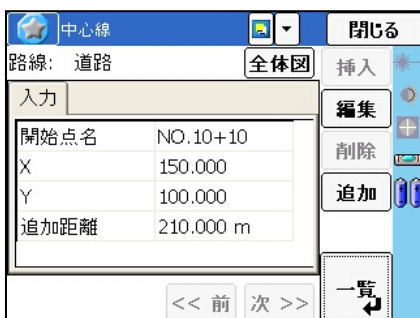 中心線
閉じる
路線: 道路
全体図
挿入
入力
編集
開始点名 NO.10+10
削除
X 150.000
Y 100.000
追加
追加距離 210.000 m
<< 前 次 >>
一覧